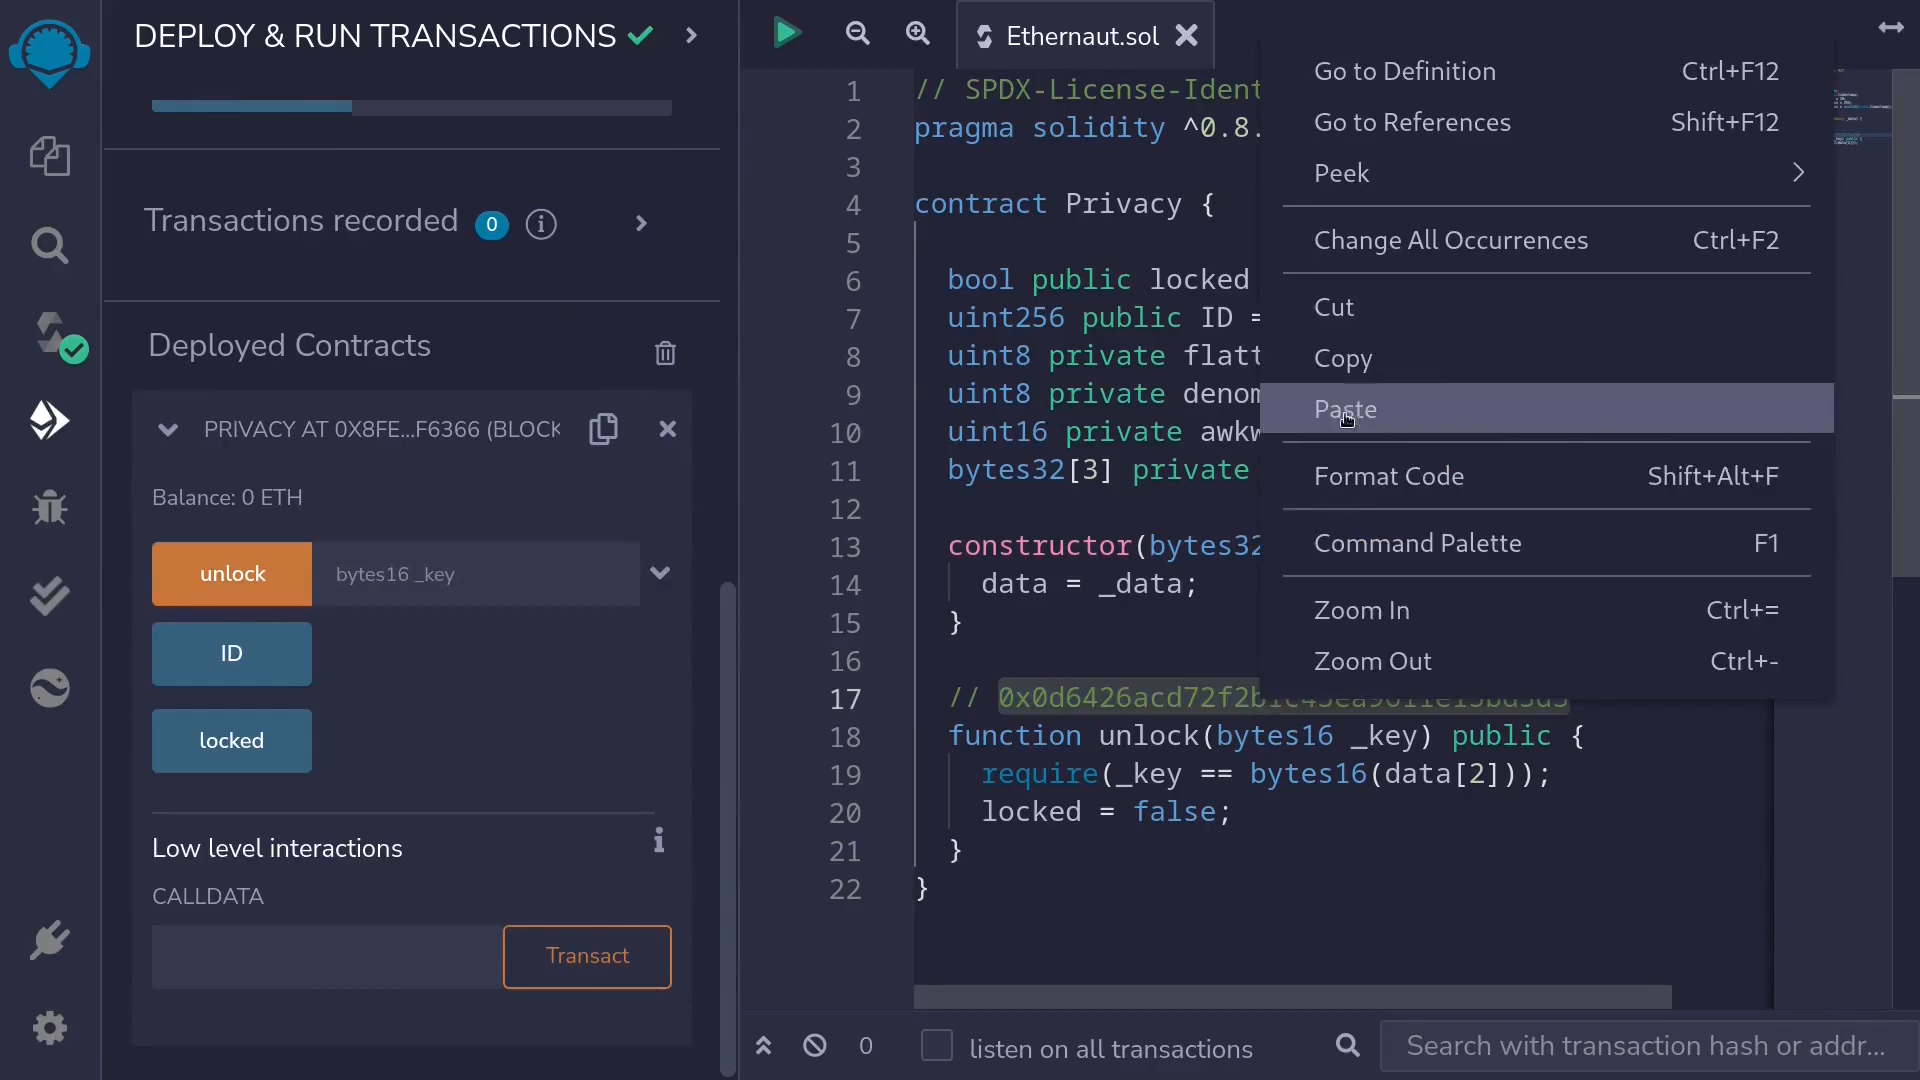 DEPLOY & RUN TRANSACTIONS
Transactions recorded 0
Deployed Contracts
PRIVACY AT 0X8FE...F6366 (BLOCK
Balance: 0 ETH
unlock bytes16 _key
ID
locked
Low level interactions
CALLDATA
Transact
Ethernaut.sol
1 // SPDX-License-Ident
2 pragma solidity ^0.8.
3
4 contract Privacy {
5
6 bool public locked
7 uint256 public ID =
8 uint8 private flatt
9 uint8 private denom
10 uint16 private awkw
11 bytes32[3] private
12
13 constructor(bytes32
14 data = _data;
15 }
16
17 // 0x0d6426acd72f2b
18 function unlock(bytes16 _key) public {
19 require(_key == bytes16(data[2]));
20 locked = false;
21 }
22 }
Go to Definition Ctrl+F12
Go to References Shift+F12
Peek
Change All Occurrences Ctrl+F2
Cut
Copy
Paste
Format Code Shift+Alt+F
Command Palette F1
Zoom In Ctrl+=
Zoom Out Ctrl+-
0 listen on all transactions Search with transaction hash or addr...